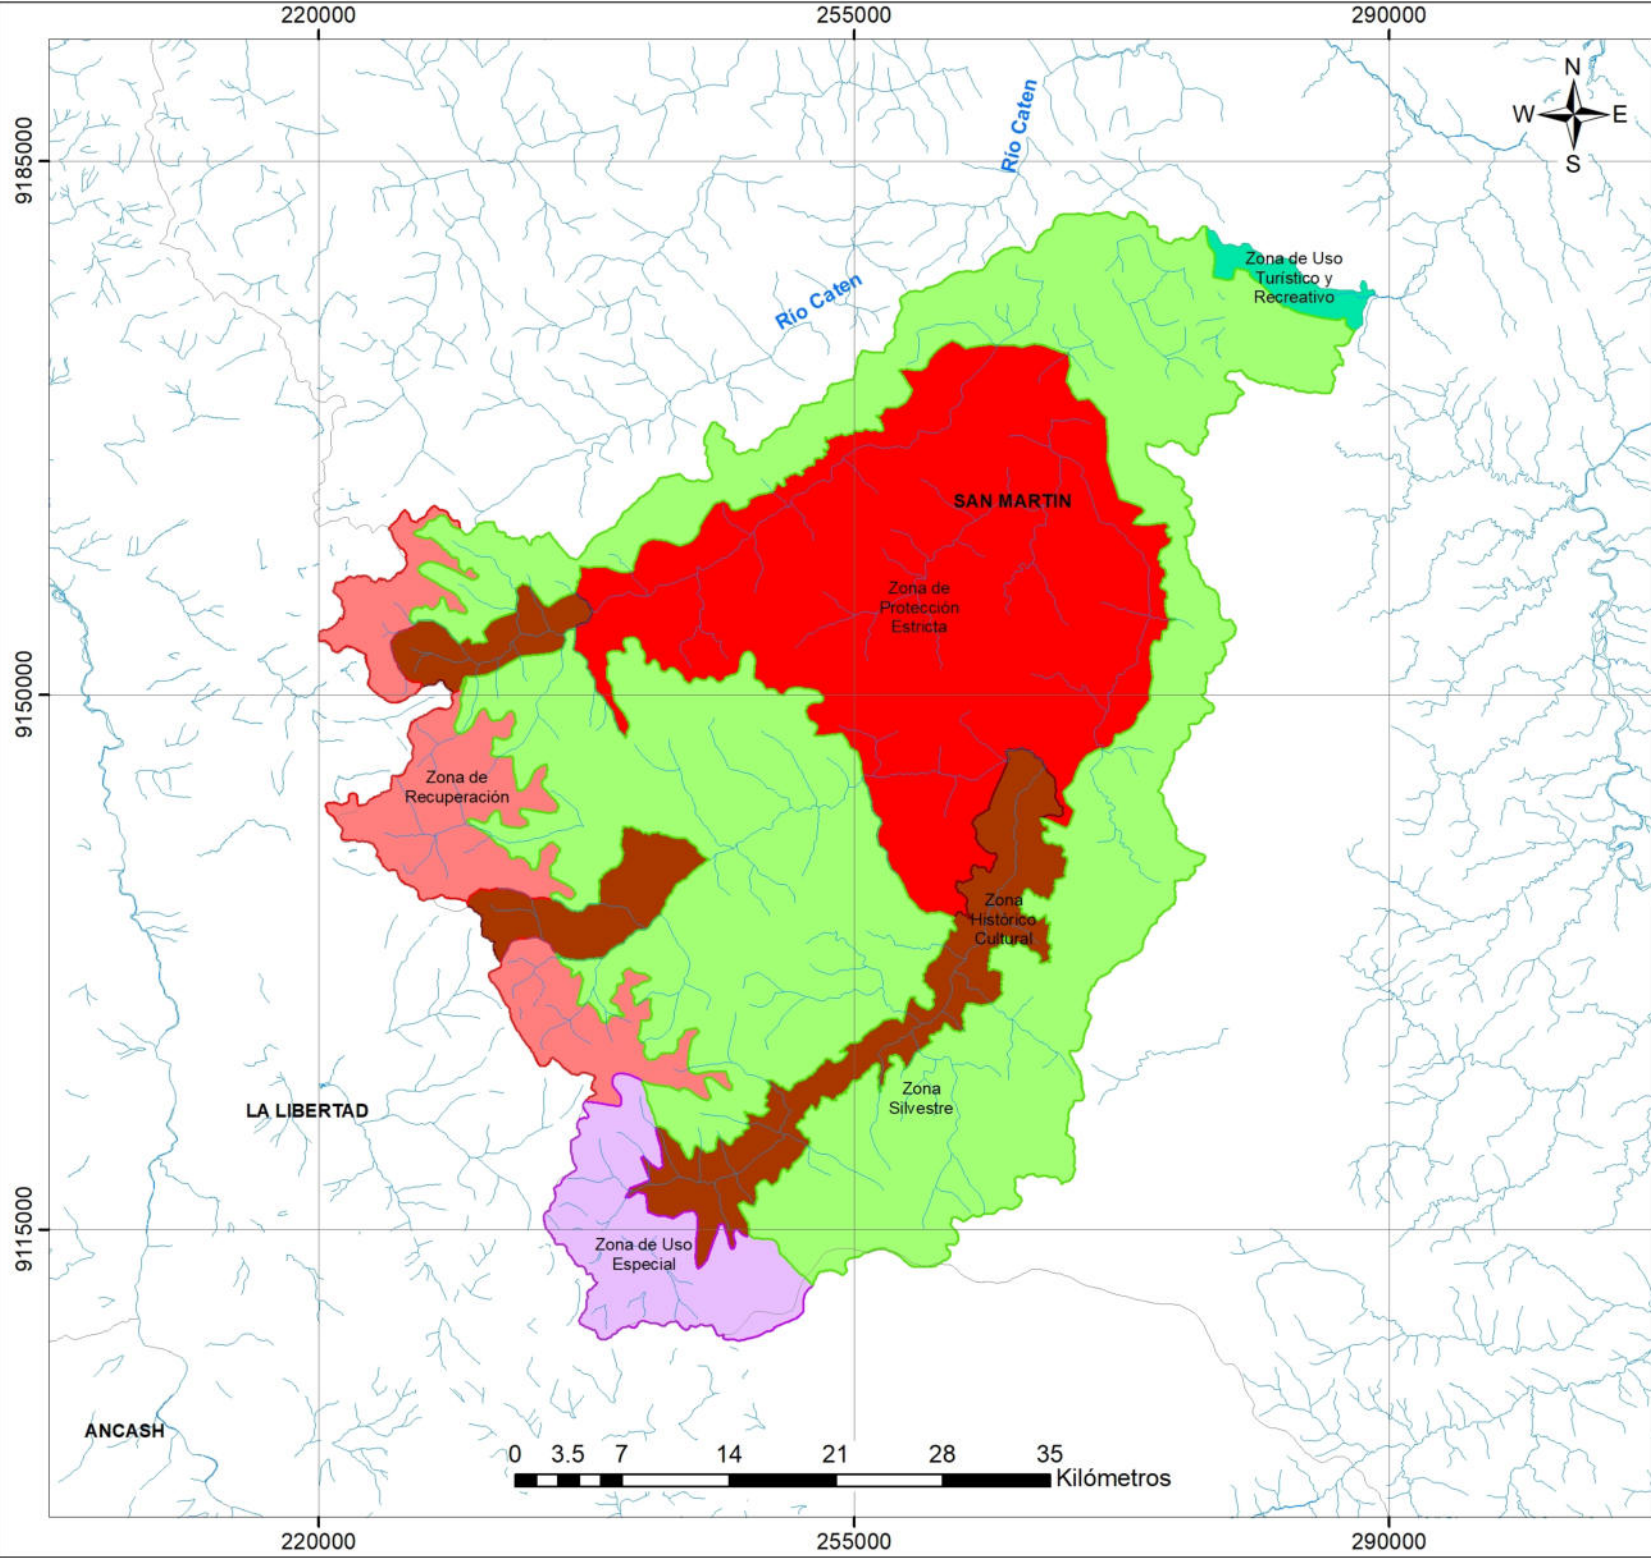 220000
255000
290000
N
W
E
S
9185000
Río Caten
Río Caten
Zona de Uso
Turístico y
Recreativo
SAN MARTIN
Zona de
Protección
Estricta
9150000
Zona de
Recuperación
Zona
Histórico
Cultural
Zona
Silvestre
LA LIBERTAD
9115000
Zona de Uso
Especial
ANCASH
0 3.5 7 14 21 28 35
Kilómetros
220000
255000
290000